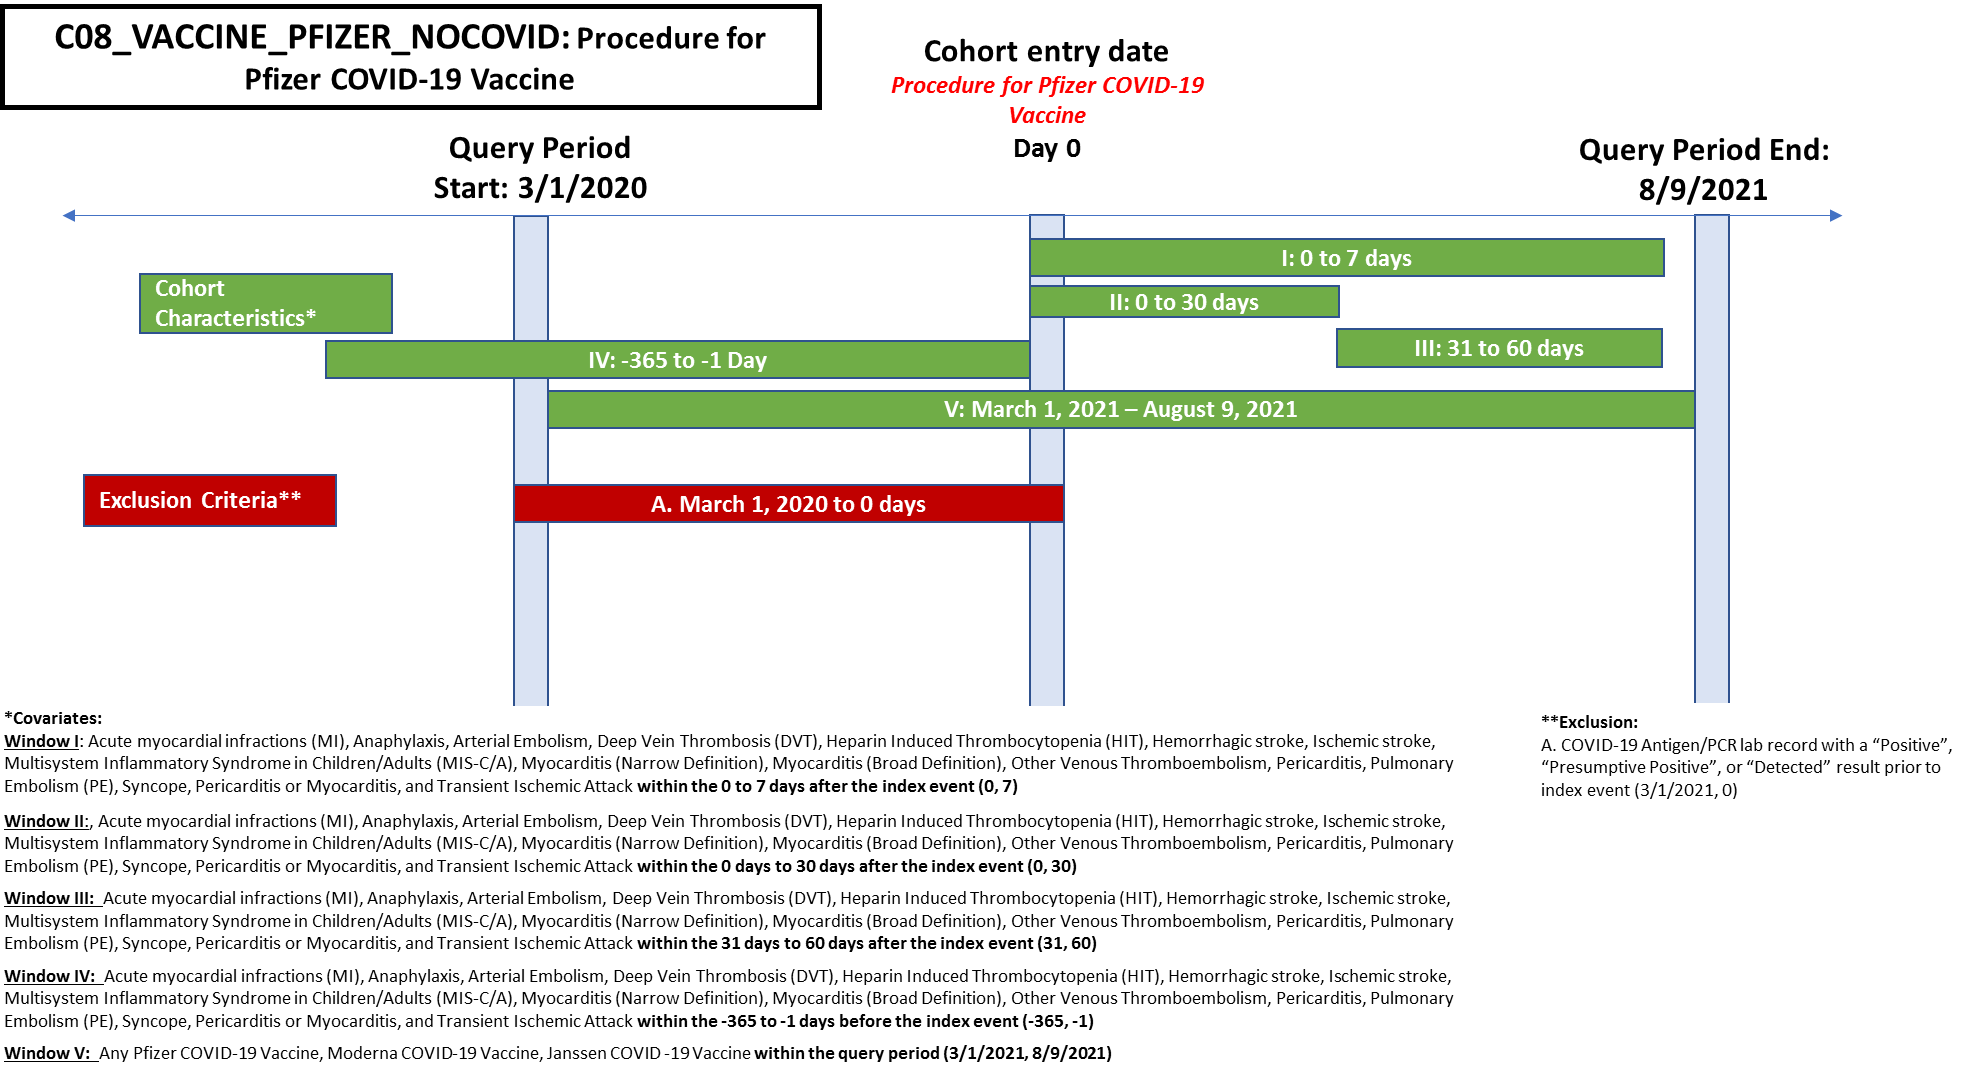 C08_VACCINE_PFIZER_NOCOVID: Procedure for
Pfizer COVID-19 Vaccine
Cohort entry date
Procedure for Pfizer COVID-19
Vaccine
Day 0
Query Period
Start: 3/1/2020
Query Period End:
8/9/2021
I: 0 to 7 days
Cohort
Characteristics*
II: 0 to 30 days
III: 31 to 60 days
IV: -365 to -1 Day
V: March 1, 2021 – August 9, 2021
Exclusion Criteria**
A. March 1, 2020 to 0 days
*Covariates:
Window I: Acute myocardial infractions (MI), Anaphylaxis, Arterial Embolism, Deep Vein Thrombosis (DVT), Heparin Induced Thrombocytopenia (HIT), Hemorrhagic stroke, Ischemic stroke,
Multisystem Inflammatory Syndrome in Children/Adults (MIS-C/A), Myocarditis (Narrow Definition), Myocarditis (Broad Definition), Other Venous Thromboembolism, Pericarditis, Pulmonary
Embolism (PE), Syncope, Pericarditis or Myocarditis, and Transient Ischemic Attack within the 0 to 7 days after the index event (0, 7)
Window II:, Acute myocardial infractions (MI), Anaphylaxis, Arterial Embolism, Deep Vein Thrombosis (DVT), Heparin Induced Thrombocytopenia (HIT), Hemorrhagic stroke, Ischemic stroke,
Multisystem Inflammatory Syndrome in Children/Adults (MIS-C/A), Myocarditis (Narrow Definition), Myocarditis (Broad Definition), Other Venous Thromboembolism, Pericarditis, Pulmonary
Embolism (PE), Syncope, Pericarditis or Myocarditis, and Transient Ischemic Attack within the 0 days to 30 days after the index event (0, 30)
Window III: Acute myocardial infractions (MI), Anaphylaxis, Arterial Embolism, Deep Vein Thrombosis (DVT), Heparin Induced Thrombocytopenia (HIT), Hemorrhagic stroke, Ischemic stroke,
Multisystem Inflammatory Syndrome in Children/Adults (MIS-C/A), Myocarditis (Narrow Definition), Myocarditis (Broad Definition), Other Venous Thromboembolism, Pericarditis, Pulmonary
Embolism (PE), Syncope, Pericarditis or Myocarditis, and Transient Ischemic Attack within the 31 days to 60 days after the index event (31, 60)
Window IV: Acute myocardial infractions (MI), Anaphylaxis, Arterial Embolism, Deep Vein Thrombosis (DVT), Heparin Induced Thrombocytopenia (HIT), Hemorrhagic stroke, Ischemic stroke,
Multisystem Inflammatory Syndrome in Children/Adults (MIS-C/A), Myocarditis (Narrow Definition), Myocarditis (Broad Definition), Other Venous Thromboembolism, Pericarditis, Pulmonary
Embolism (PE), Syncope, Pericarditis or Myocarditis, and Transient Ischemic Attack within the -365 to -1 days before the index event (-365, -1)
Window V: Any Pfizer COVID-19 Vaccine, Moderna COVID-19 Vaccine, Janssen COVID -19 Vaccine within the query period (3/1/2021, 8/9/2021)
**Exclusion:
A. COVID-19 Antigen/PCR lab record with a “Positive”,
“Presumptive Positive”, or “Detected” result prior to
index event (3/1/2021, 0)